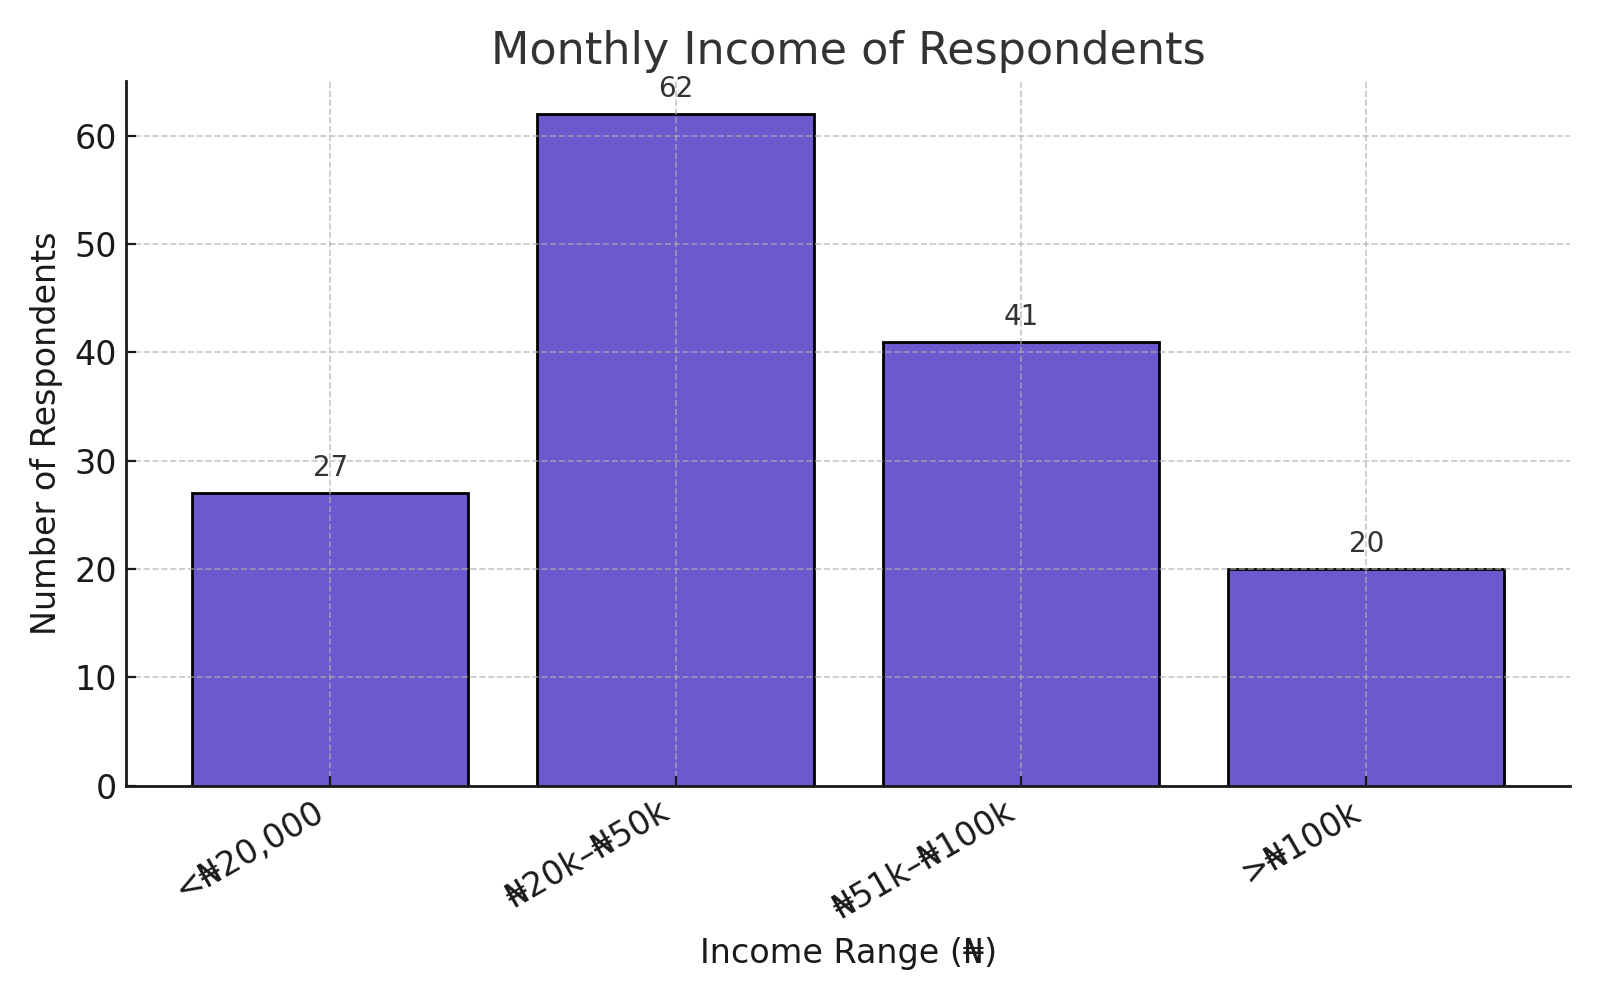 Monthly Income of Respondents
62
60
50
41
40
30
27
20
20
10
0
Number of Respondents
<₦20,000
₦20k–₦50k
₦51k–₦100k
>₦100k
Income Range (₦)